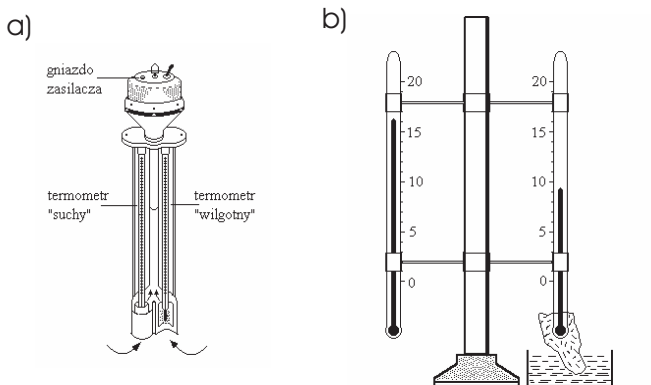 a)
gniazdo
zasilacza
termometr
"suchy"
termometr
"wilgotny"
b)
20
15
10
5
0
20
15
10
5
0